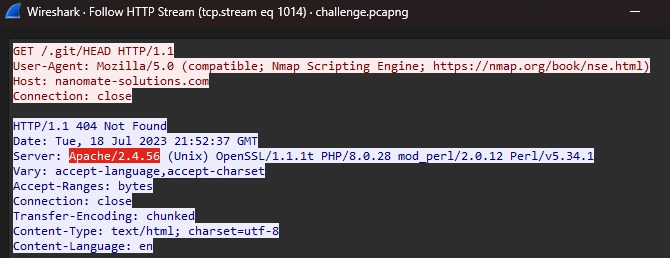 Wireshark · Follow HTTP Stream (tcp.stream eq 1014) · challenge.pcapng
GET /.git/HEAD HTTP/1.1
User-Agent: Mozilla/5.0 (compatible; Nmap Scripting Engine; https://nmap.org/book/nse.html)
Host: nanomate-solutions.com
Connection: close

HTTP/1.1 404 Not Found
Date: Tue, 18 Jul 2023 21:52:37 GMT
Server: Apache/2.4.56 (Unix) OpenSSL/1.1.1t PHP/8.0.28 mod_perl/2.0.12 Perl/v5.34.1
Vary: accept-language,accept-charset
Accept-Ranges: bytes
Connection: close
Transfer-Encoding: chunked
Content-Type: text/html; charset=utf-8
Content-Language: en